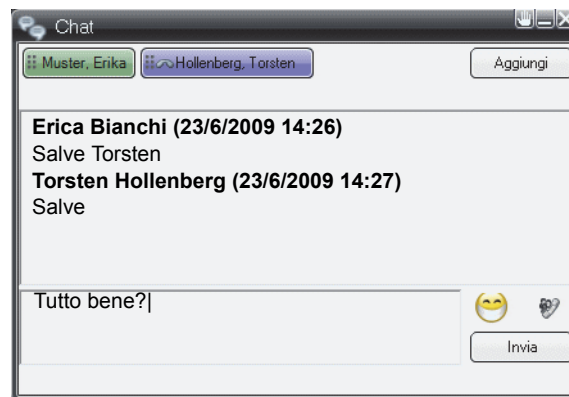 Chat
Muster, Erika Hollenberg, Torsten Aggiungi
Erica Bianchi (23/6/2009 14:26)
Salve Torsten
Torsten Hollenberg (23/6/2009 14:27)
Salve
Tutto bene?
Invia